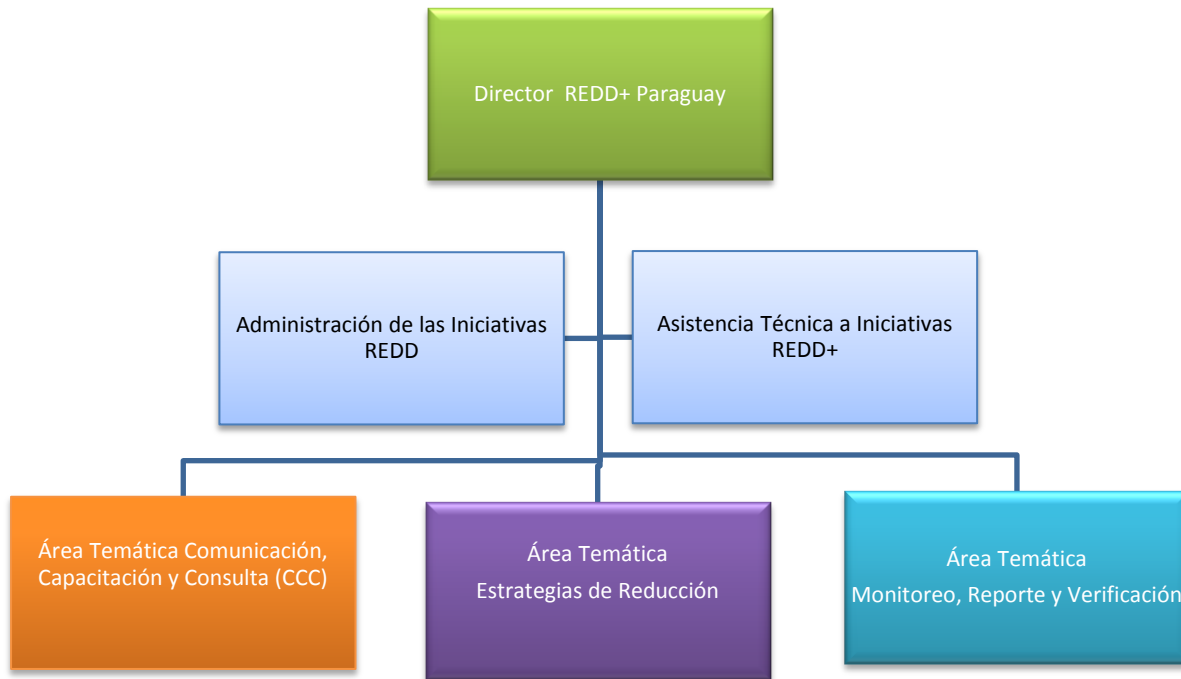 Director REDD+ Paraguay
Administración de las Iniciativas
REDD
Asistencia Técnica a Iniciativas
REDD+
Área Temática Comunicación,
Capacitación y Consulta (CCC)
Área Temática
Estrategias de Reducción
Área Temática
Monitoreo, Reporte y Verificación